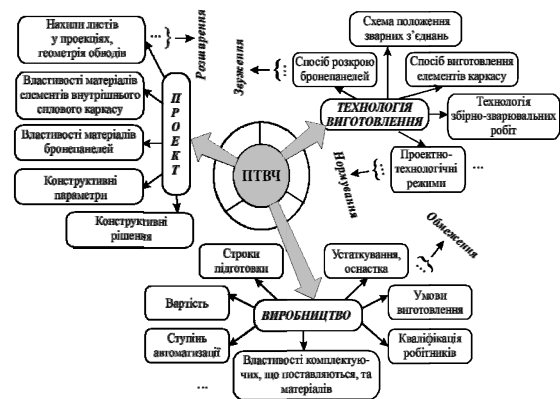 Нахили листів
у проекціях,
геометрія обводів
Розширення
Властивості матеріалів
елементів внутрішнього
силового каркасу
Властивості матеріалів
бронепанелей
Конструктивні
параметри
Конструктивні
рішення
ПРОЕКТ
ПТВЧ
Схема положення
зварних з’єднань
Звуження
Спосіб розкрою
бронепанелей
Спосіб виготовлення
елементів каркасу
ТЕХНОЛОГІЯ
ВИГОТОВЛЕННЯ
Технологія
збірно-зварювальних
робіт
Нормування
Проектно-
технологічні
режими
...
Обмеження
Строки
підготовки
Устаткування,
оснастка
Вартість
ВИРОБНИЦТВО
Умови
виготовлення
Ступінь
автоматизації
Кваліфікація
робітників
Властивості комплектую-
чих, що поставляються, та
матеріалів
...